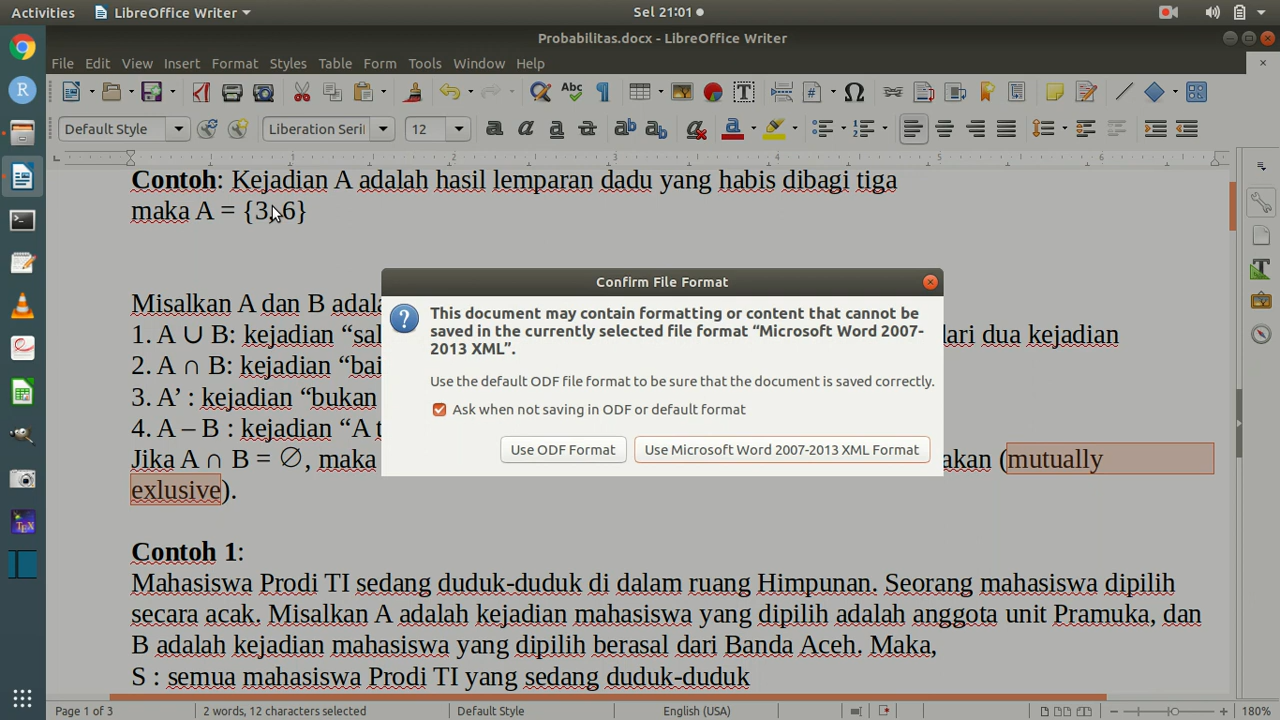 Activities LibreOffice Writer Sel 21:01
Probabilitas.docx - LibreOffice Writer
File Edit View Insert Format Styles Table Form Tools Window Help
Default Style Liberation Seri 12
1 2 3 4 5 6
Contoh: Kejadian A adalah hasil lemparan dadu yang habis dibagi tiga
maka A = {3, 6}
Misalkan A dan B adala
1. A ∪ B: kejadian “sal ari dua kejadian
2. A ∩ B: kejadian “bai
3. A’ : kejadian “bukan
4. A – B : kejadian “A t
Jika A ∩ B = ∅, maka akan (mutually
exlusive).
Confirm File Format
This document may contain formatting or content that cannot be
saved in the currently selected file format “Microsoft Word 2007-
2013 XML”.
Use the default ODF file format to be sure that the document is saved correctly.
Ask when not saving in ODF or default format
Use ODF Format Use Microsoft Word 2007-2013 XML Format
Contoh 1:
Mahasiswa Prodi TI sedang duduk-duduk di dalam ruang Himpunan. Seorang mahasiswa dipilih
secara acak. Misalkan A adalah kejadian mahasiswa yang dipilih adalah anggota unit Pramuka, dan
B adalah kejadian mahasiswa yang dipilih berasal dari Banda Aceh. Maka,
S : semua mahasiswa Prodi TI yang sedang duduk-duduk
Page 1 of 3 2 words, 12 characters selected Default Style English (USA) 180%